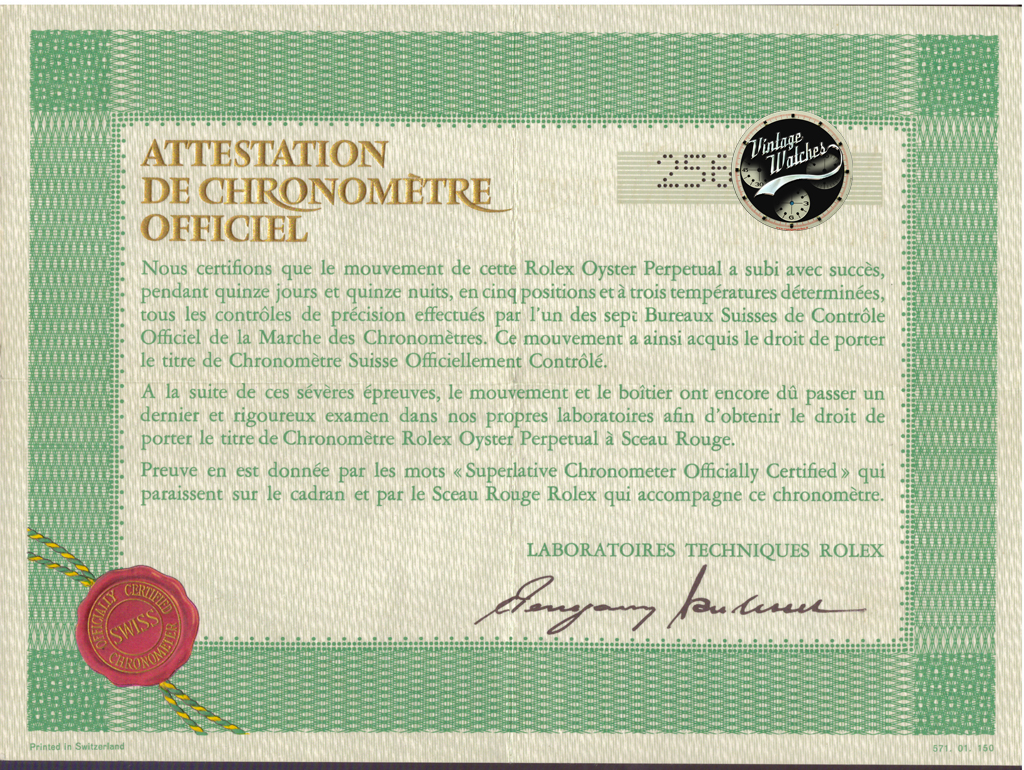 ATTESTATION
DE CHRONOMÈTRE
OFFICIEL
256
Vintage
Watches
Nous certifions que le mouvement de cette Rolex Oyster Perpetual a subi avec succès,
pendant quinze jours et quinze nuits, en cinq positions et à trois températures déterminées,
tous les contrôles de précision effectués par l'un des sept Bureaux Suisses de Contrôle
Officiel de la Marche des Chronomètres. Ce mouvement a ainsi acquis le droit de porter
le titre de Chronomètre Suisse Officiellement Contrôlé.
A la suite de ces sévères épreuves, le mouvement et le boîtier ont encore dû passer un
dernier et rigoureux examen dans nos propres laboratoires afin d'obtenir le droit de
porter le titre de Chronomètre Rolex Oyster Perpetual à Sceau Rouge.
Preuve en est donnée par les mots « Superlative Chronometer Officially Certified » qui
paraissent sur le cadran et par le Sceau Rouge Rolex qui accompagne ce chronomètre.
LABORATOIRES TECHNIQUES ROLEX
OFFICIALLY CERTIFIED
SWISS
CHRONOMETER
Printed in Switzerland
571. 01. 150